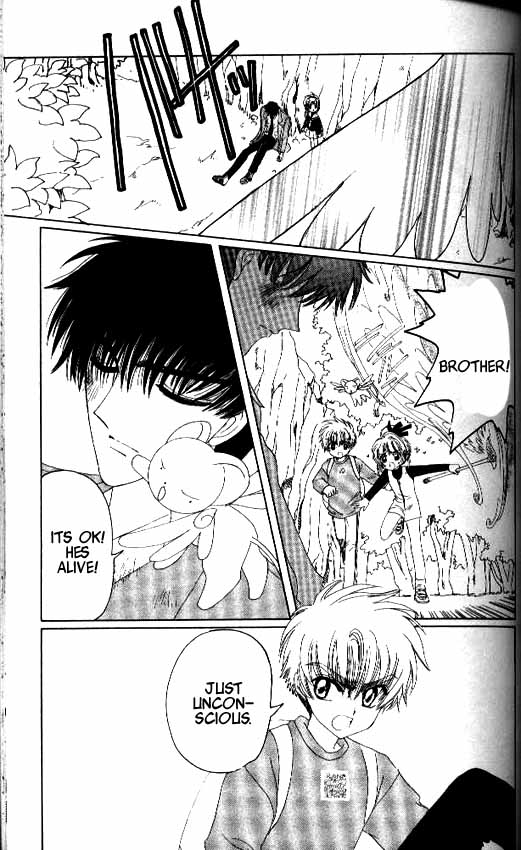 BROTHER!
ITS OK!
HES
ALIVE!
JUST
UNCON-
SCIOUS.